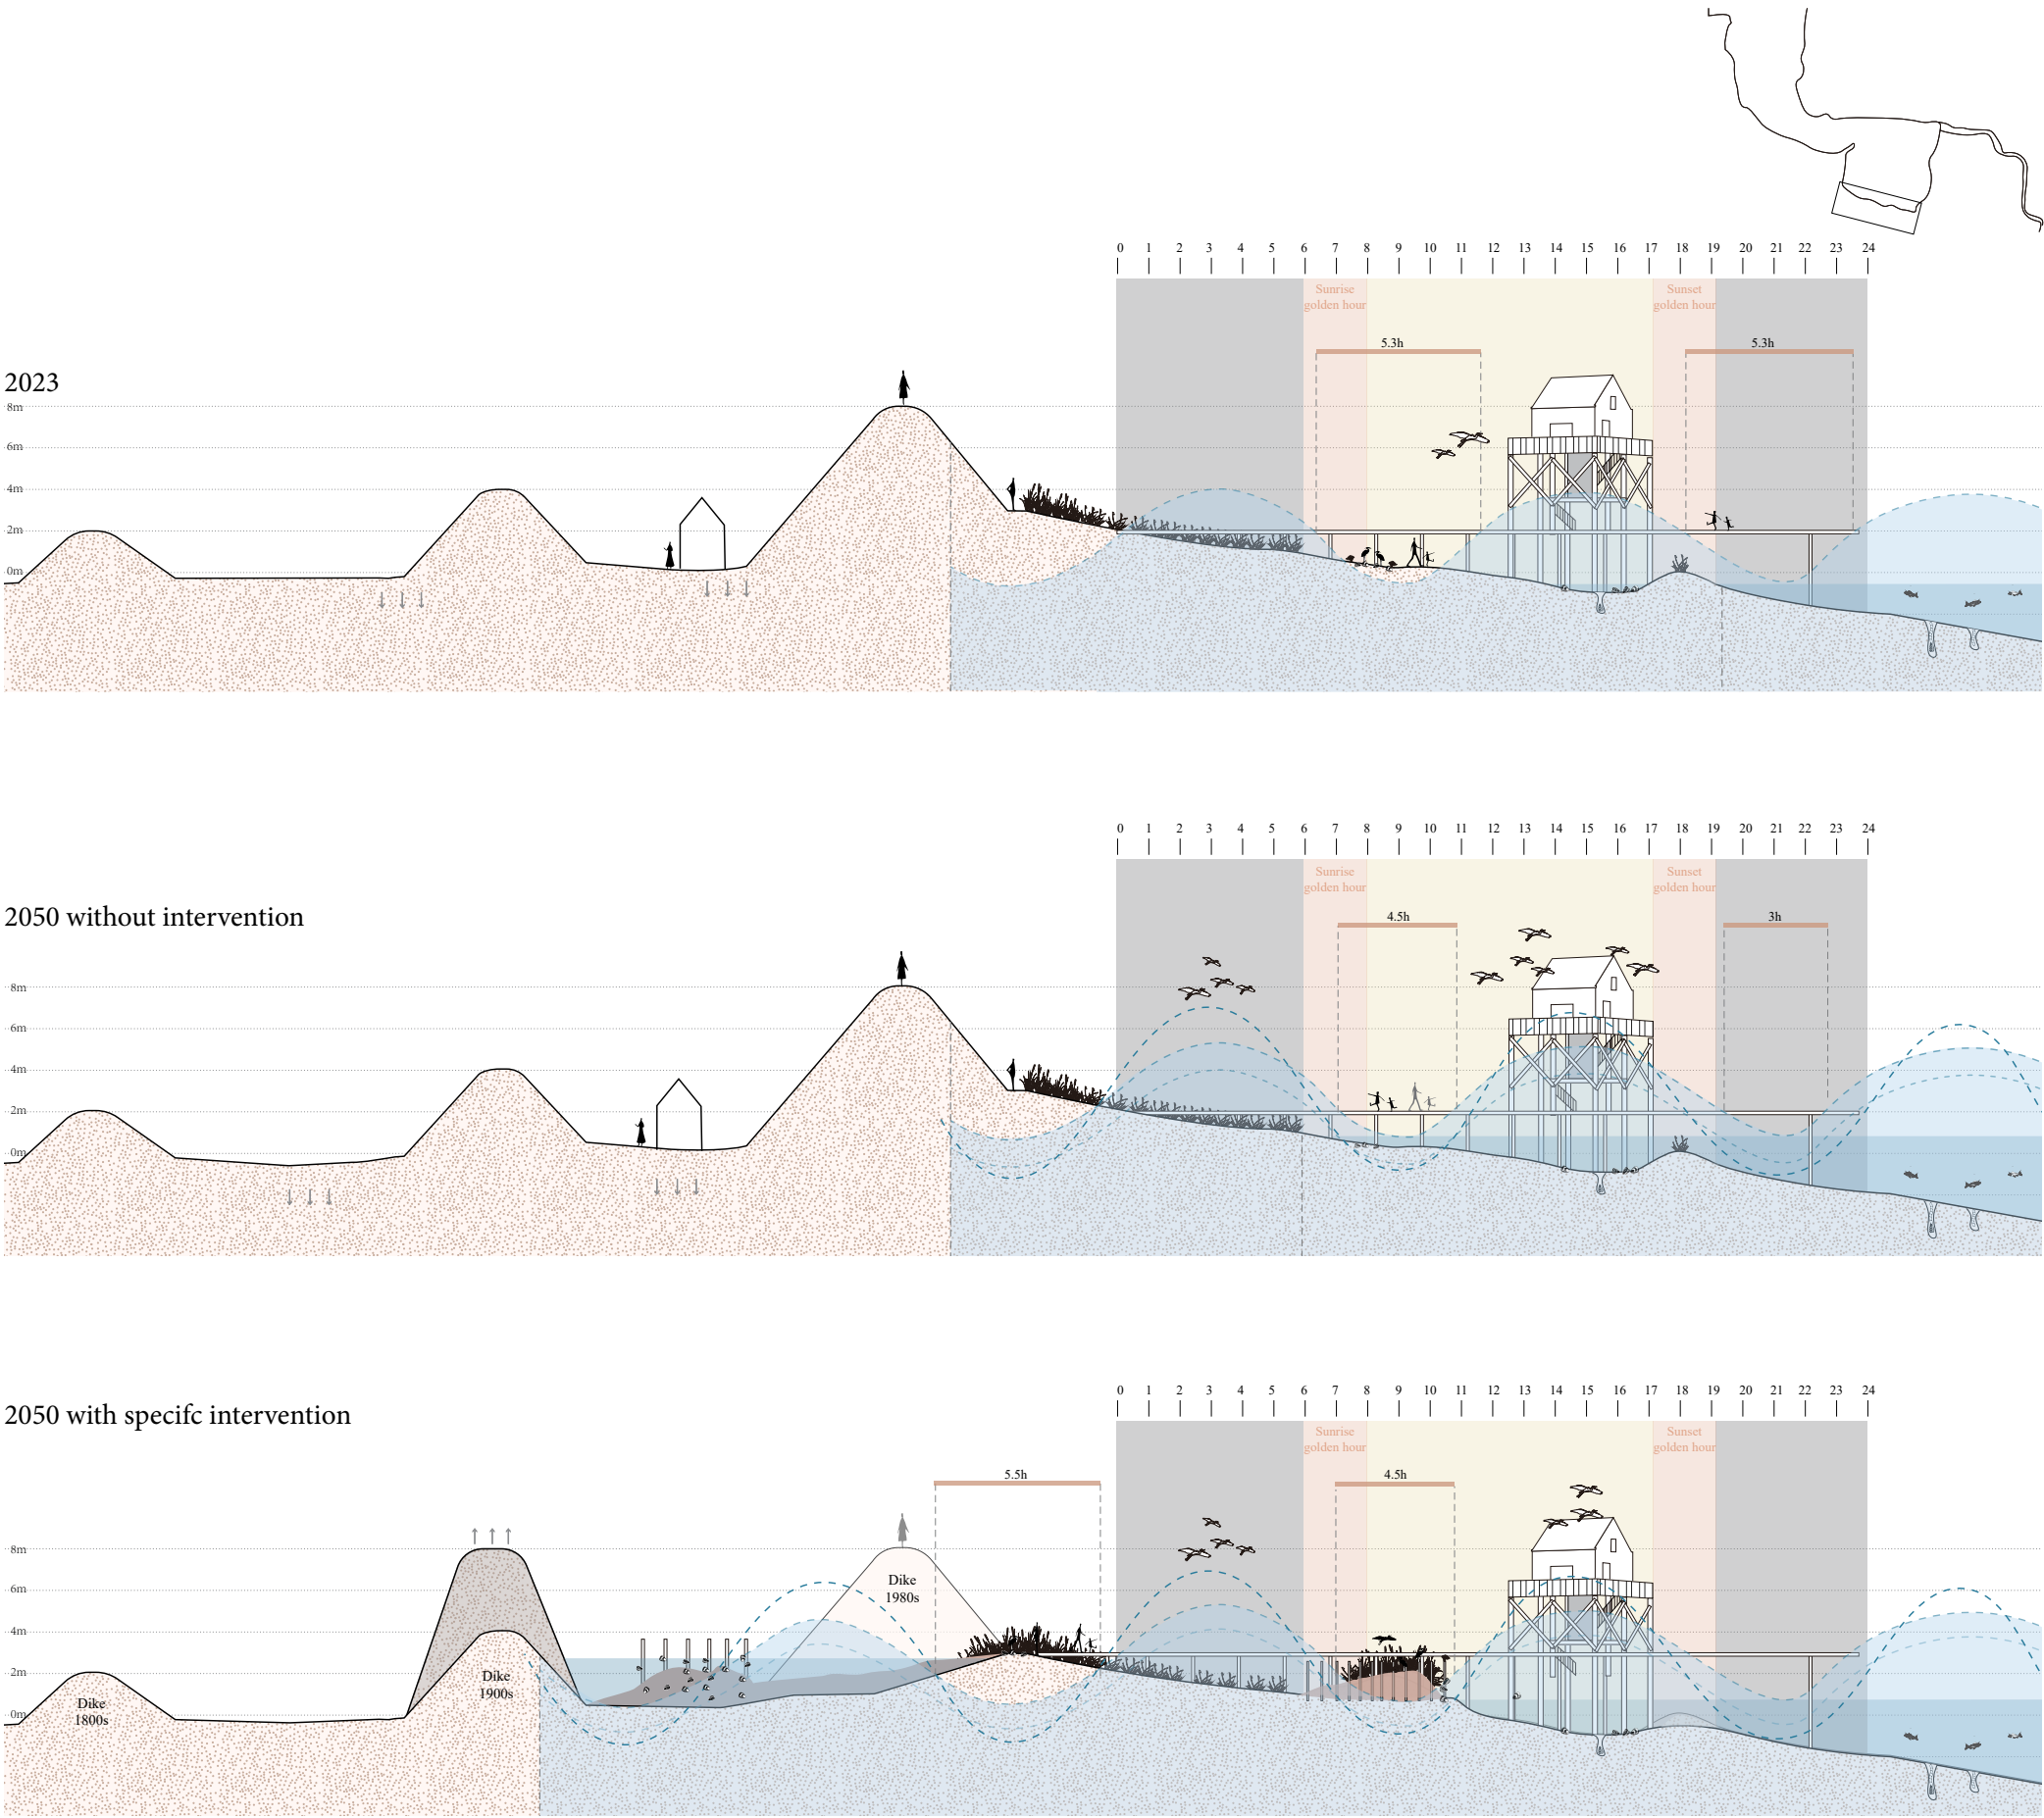 0 1 2 3 4 5 6 7 8 9 10 11 12 13 14 15 16 17 18 19 20 21 22 23 24
Sunrise
golden hour
Sunset
golden hour
5.3h
5.3h
2023
8m
6m
4m
2m
0m
0 1 2 3 4 5 6 7 8 9 10 11 12 13 14 15 16 17 18 19 20 21 22 23 24
Sunrise
golden hour
Sunset
golden hour
2050 without intervention
4.5h
3h
8m
6m
4m
2m
0m
0 1 2 3 4 5 6 7 8 9 10 11 12 13 14 15 16 17 18 19 20 21 22 23 24
2050 with specifc intervention
Sunrise
golden hour
Sunset
golden hour
5.5h
4.5h
8m
6m
4m
2m
0m
Dike
1980s
Dike
1900s
Dike
1800s